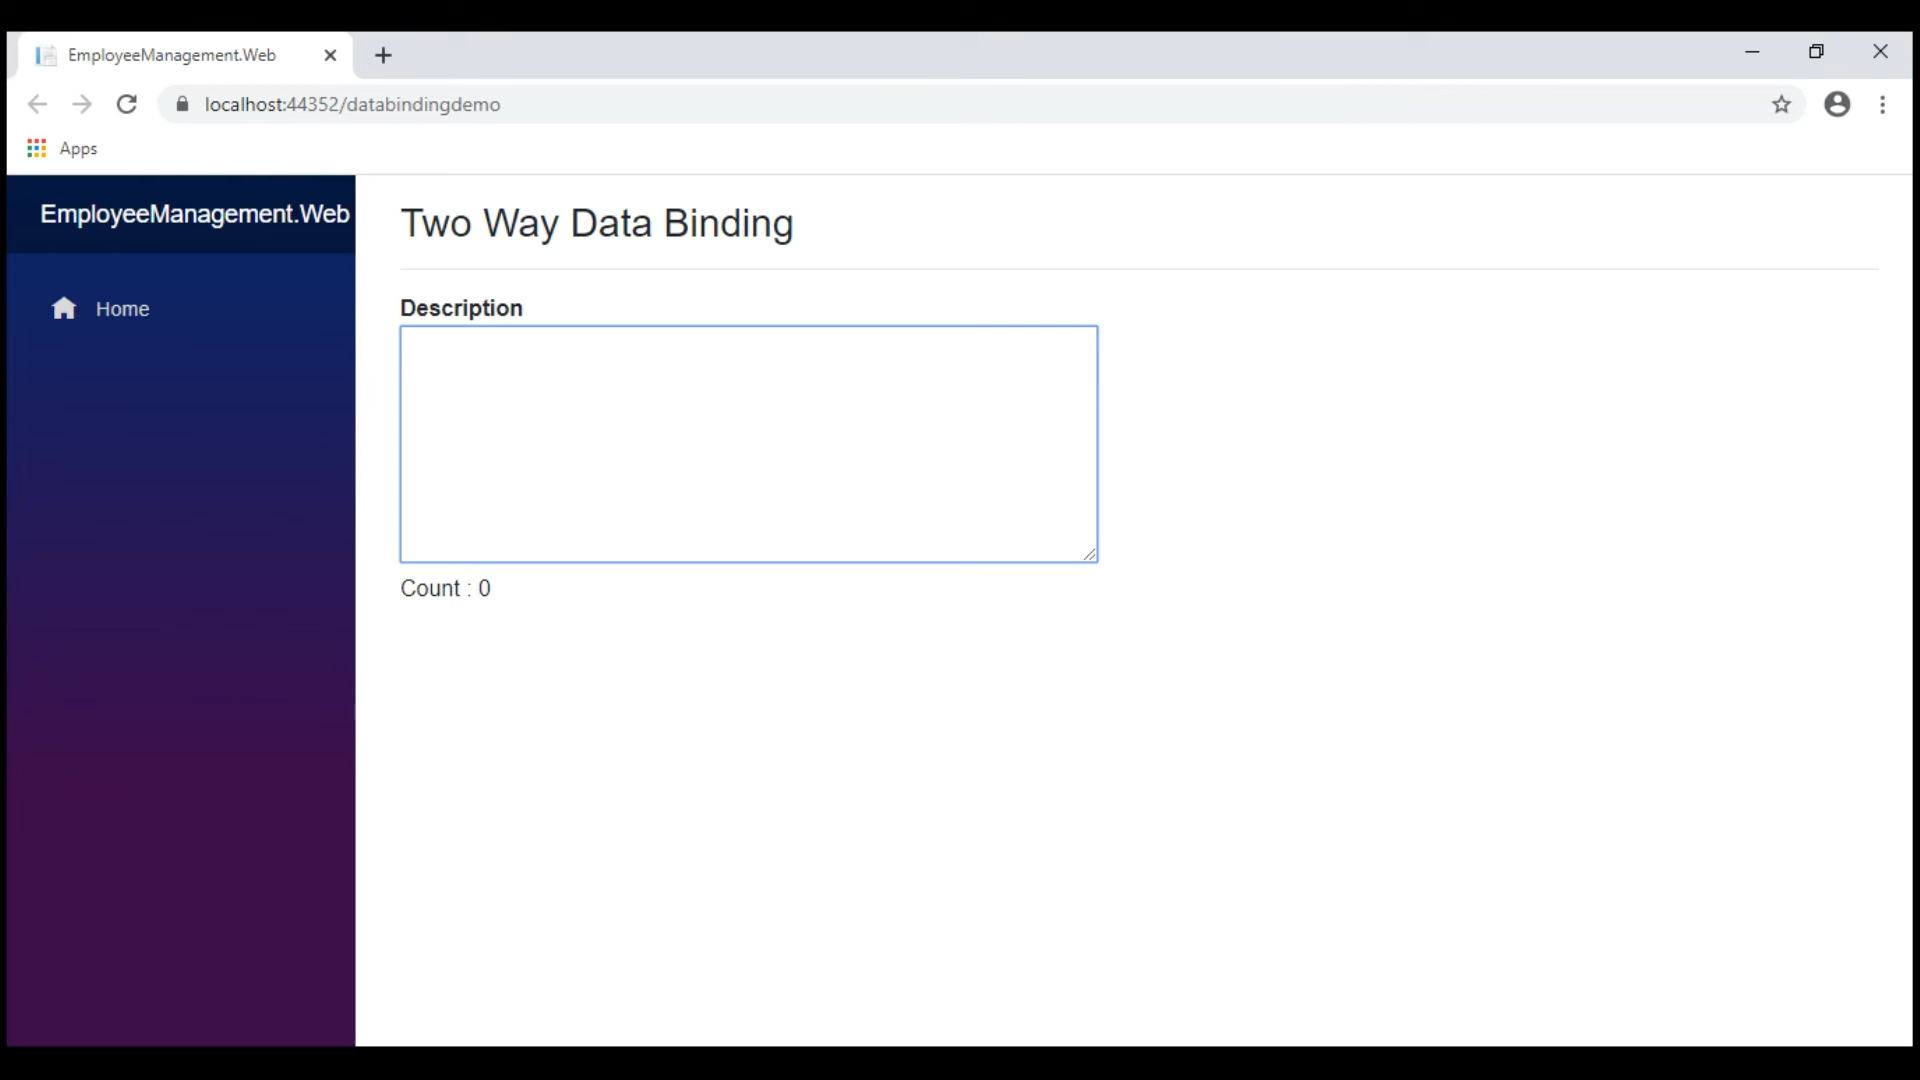 EmployeeManagement.Web
localhost:44352/databindingdemo
Apps
EmployeeManagement.Web
Home
Two Way Data Binding
Description
Count : 0